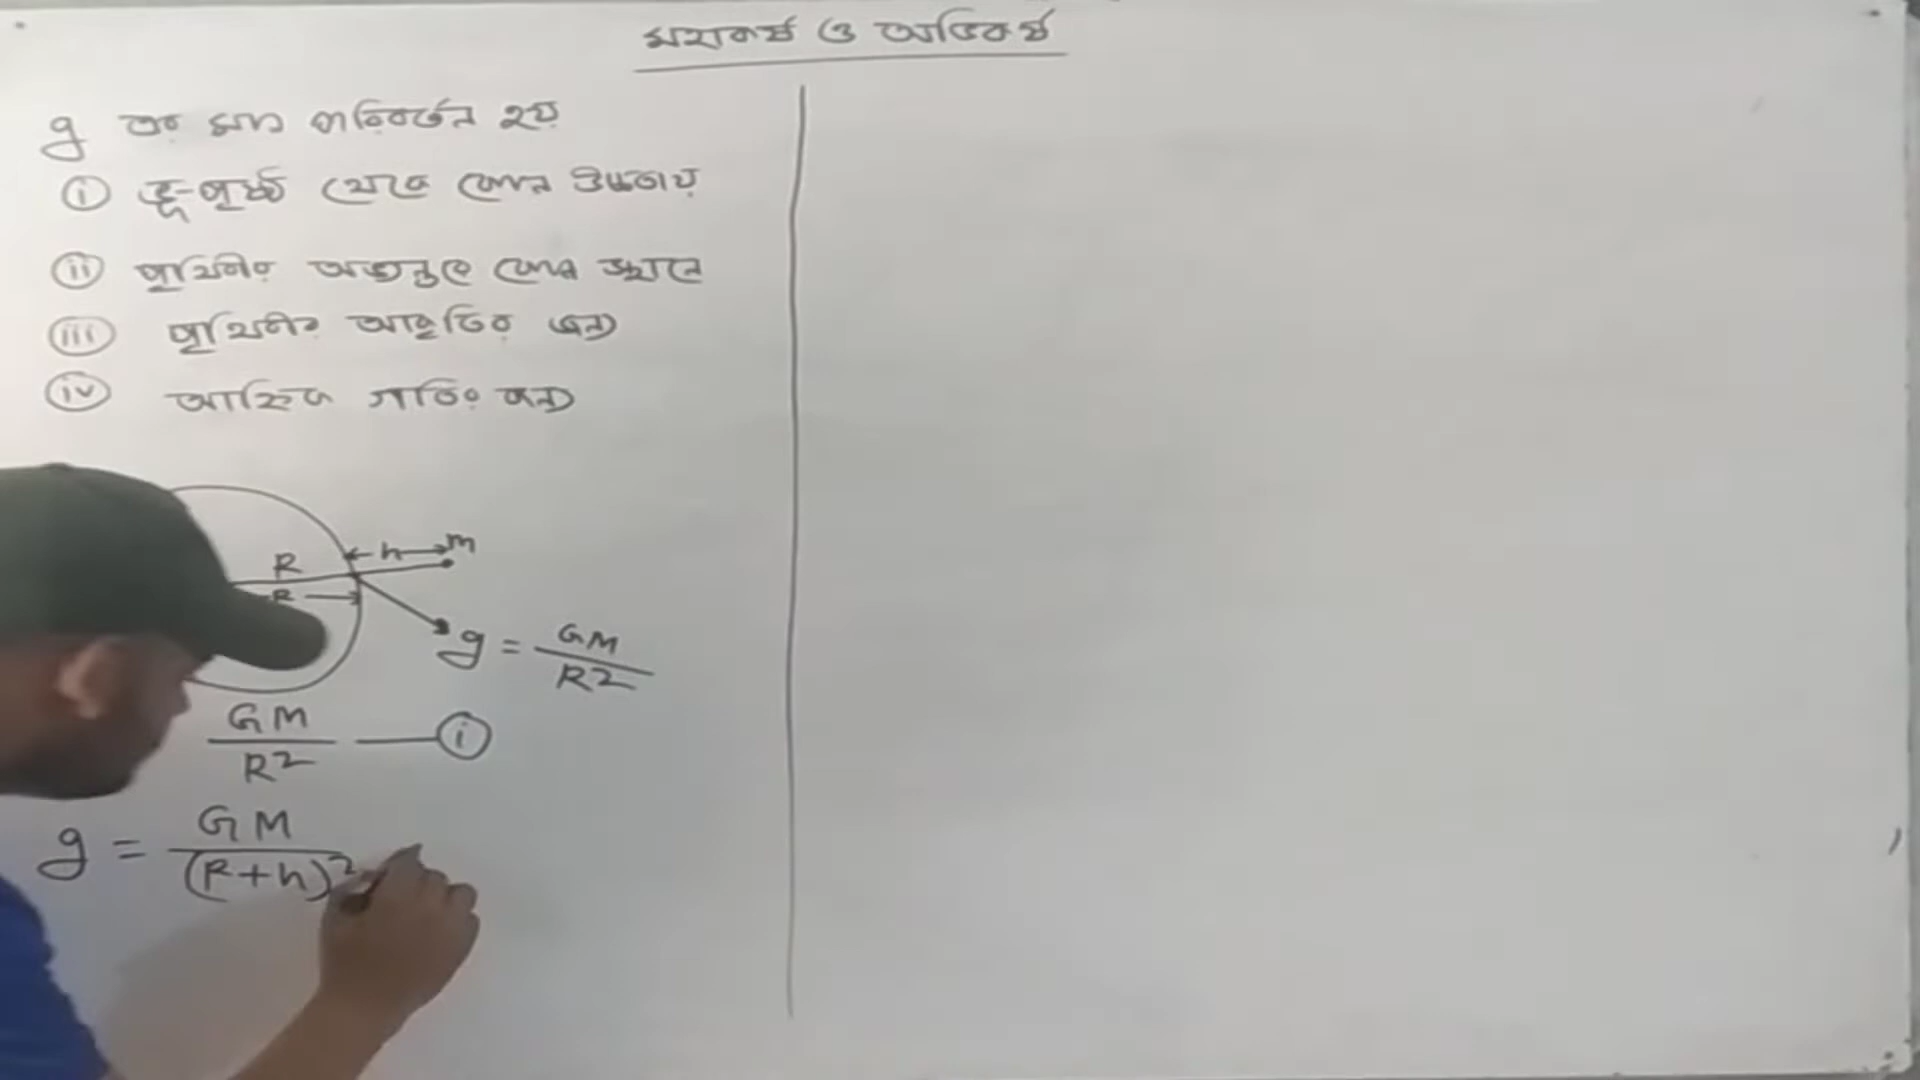 মহাকর্ষ ও অভিকর্ষ
g এর মান পরিবর্তন হয়
i ভূ-পৃষ্ঠ থেকে কোন উচ্চতায়
ii পৃথিবীর অভ্যন্তরে কোন স্থানে
iii পৃথিবীর আকৃতির জন্য
iv আহ্নিক গতির জন্য
R h m
R
g = GM / R²
GM / R² — i
g = GM / (R+h)²